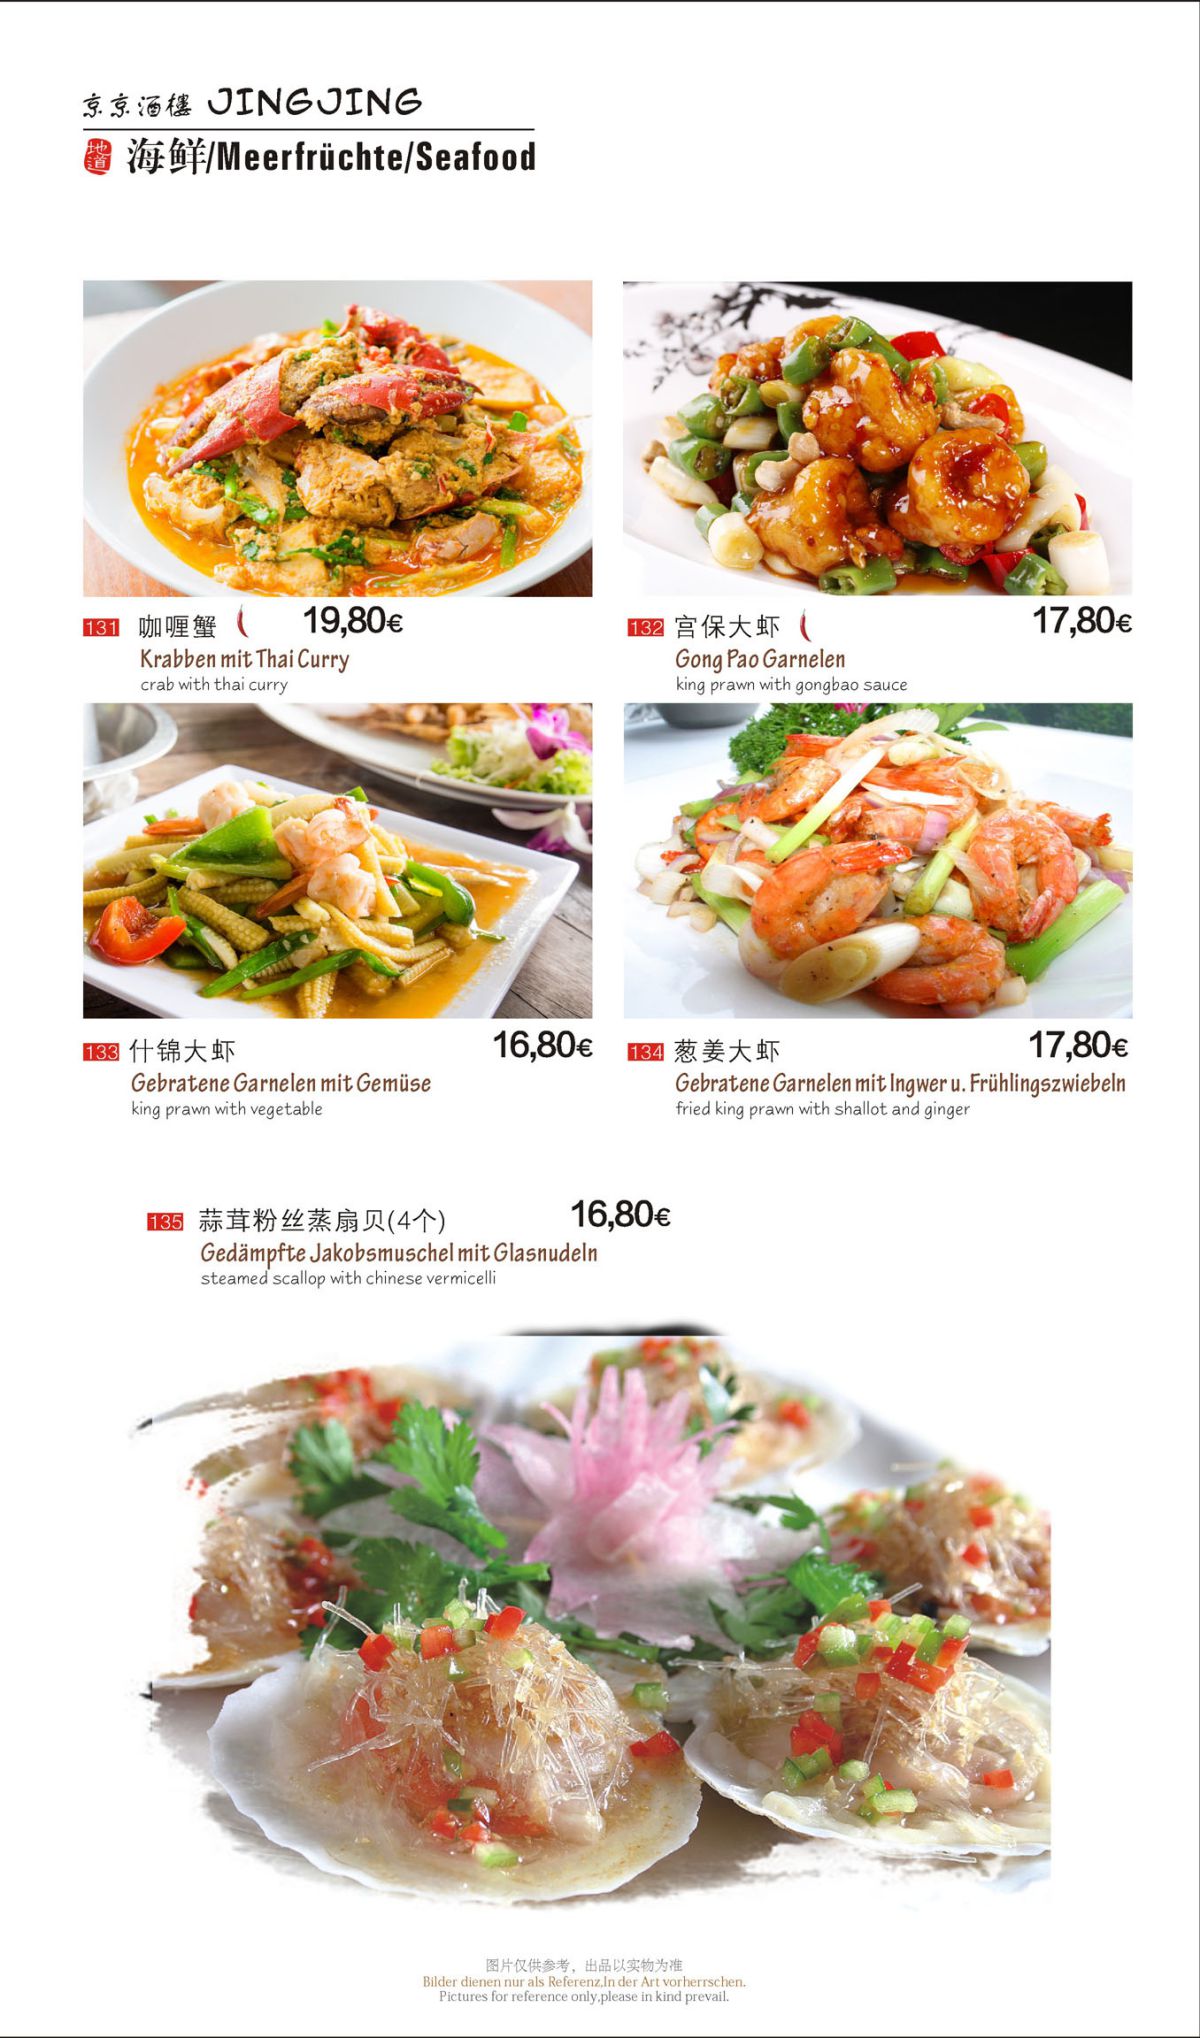 京京酒樓 JINGJING
地道 海鲜/Meerfrüchte/Seafood
131 咖喱蟹 19,80€
Krabben mit Thai Curry
crab with thai curry
132 宫保大虾 17,80€
Gong Pao Garnelen
king prawn with gongbao sauce
133 什锦大虾 16,80€
Gebratene Garnelen mit Gemüse
king prawn with vegetable
134 葱姜大虾 17,80€
Gebratene Garnelen mit Ingwer u. Frühlingszwiebeln
fried king prawn with shallot and ginger
135 蒜茸粉丝蒸扇贝(4个) 16,80€
Gedämpfte Jakobsmuschel mit Glasnudeln
steamed scallop with chinese vermicelli
图片仅供参考，出品以实物为准
Bilder dienen nur als Referenz,In der Art vorherrschen.
Pictures for reference only,please in kind prevail.